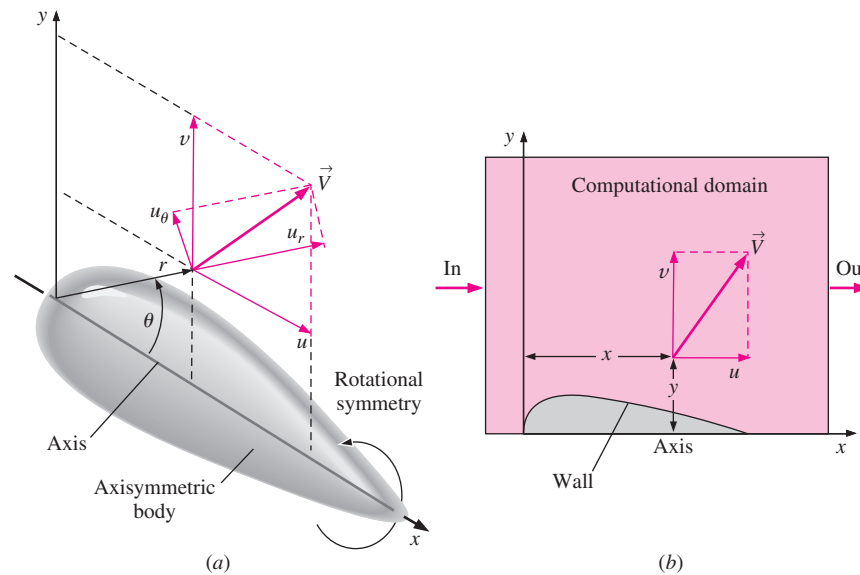 y
v
V⃗
u_θ
u_r
r
θ
u
Rotational
symmetry
Axis
Axisymmetric
body
x
(a)
y
Computational domain
V⃗
In
v
Ou
x
u
y
Axis
x
Wall
(b)